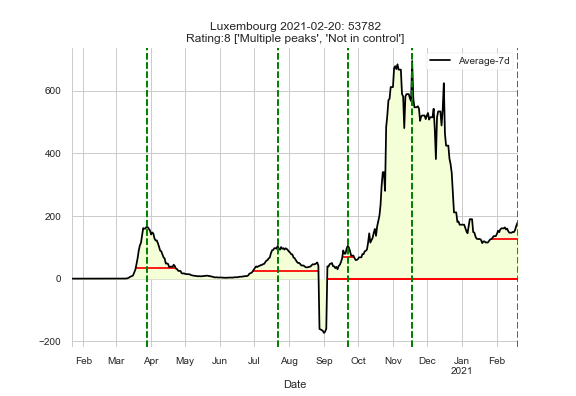 Luxembourg 2021-02-20: 53782
Rating:8 ['Multiple peaks', 'Not in control']
Average-7d
600
400
200
0
−200
Feb Mar Apr May Jun Jul Aug Sep Oct Nov Dec Jan Feb
2021
Date